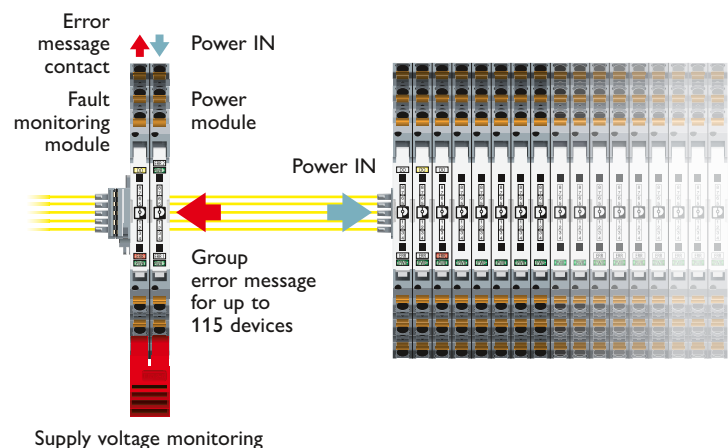 Error
message
contact
Power IN
Fault
monitoring
module
Power
module
Power IN
Group
error message
for up to
115 devices
Supply voltage monitoring